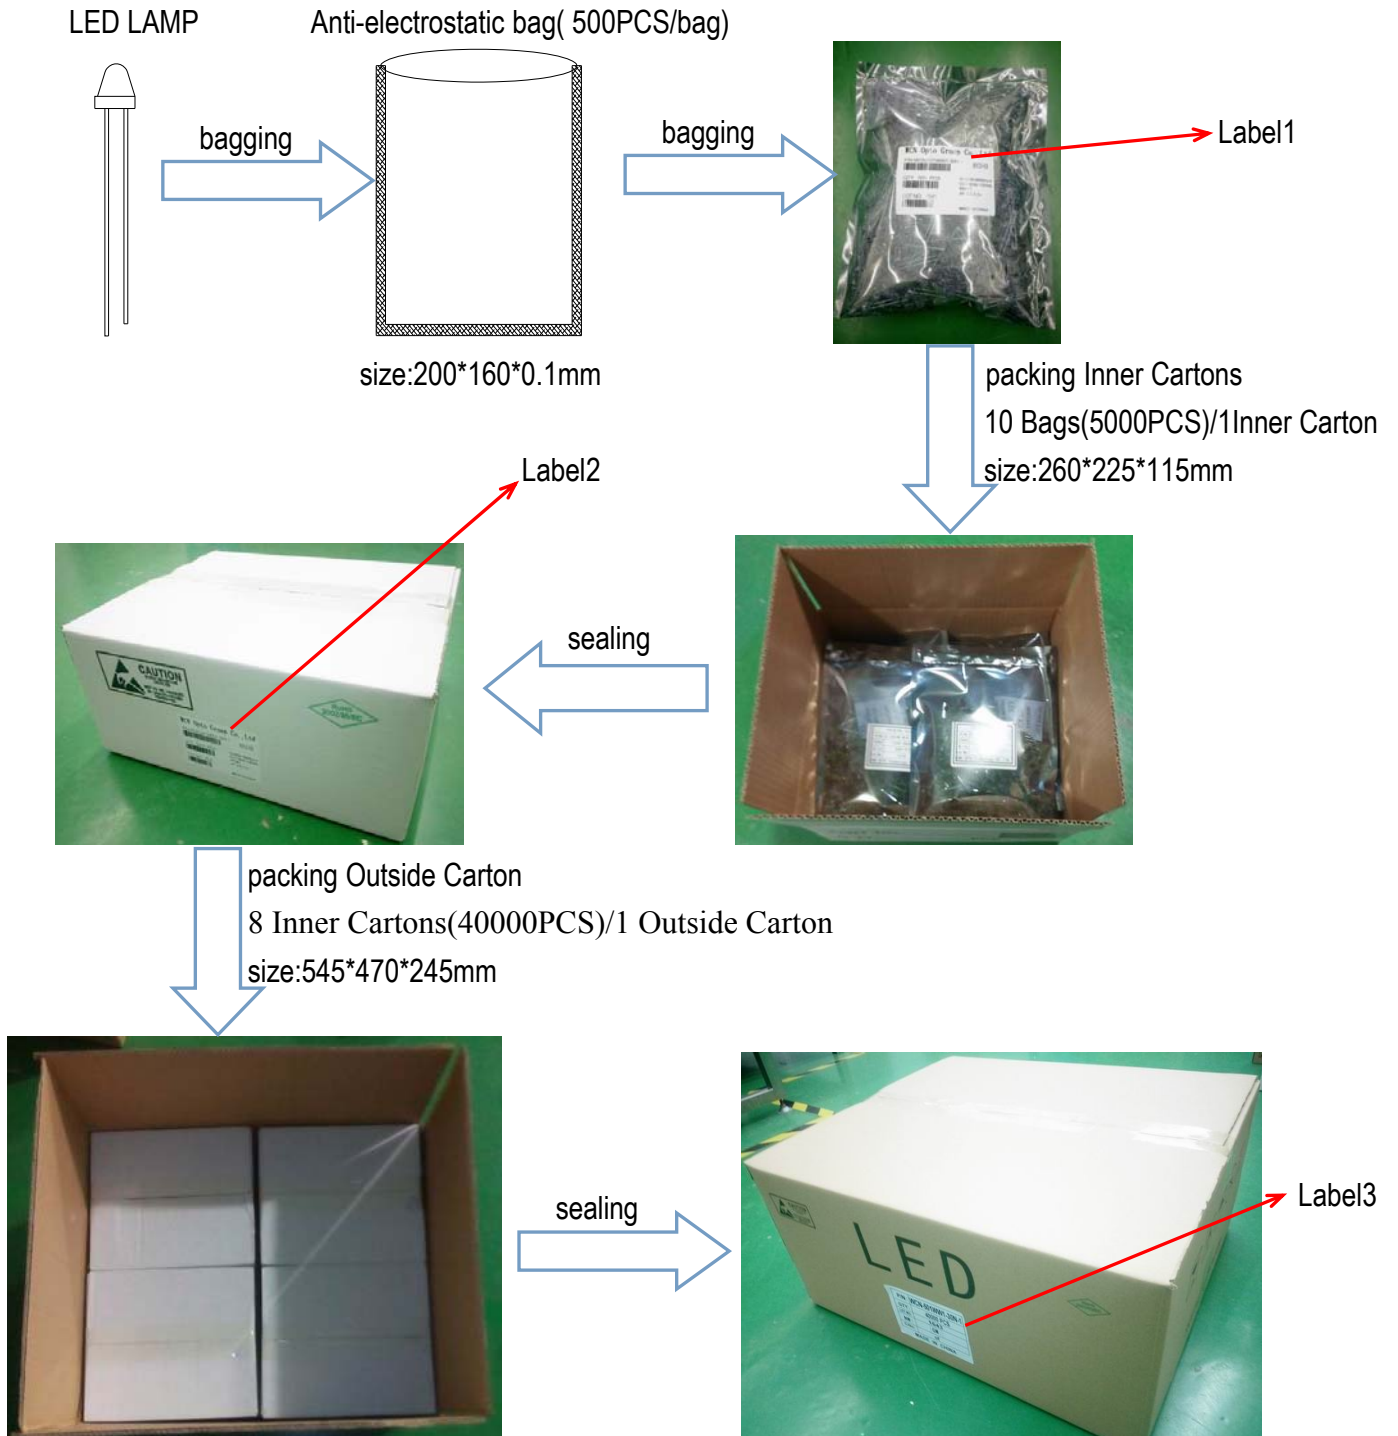 LED LAMP
Anti-electrostatic bag( 500PCS/bag)
bagging
bagging
Label1
size:200*160*0.1mm
packing Inner Cartons
10 Bags(5000PCS)/1Inner Carton
size:260*225*115mm
Label2
sealing
CAUTION
packing Outside Carton
8 Inner Cartons(40000PCS)/1 Outside Carton
size:545*470*245mm
sealing
Label3
LED